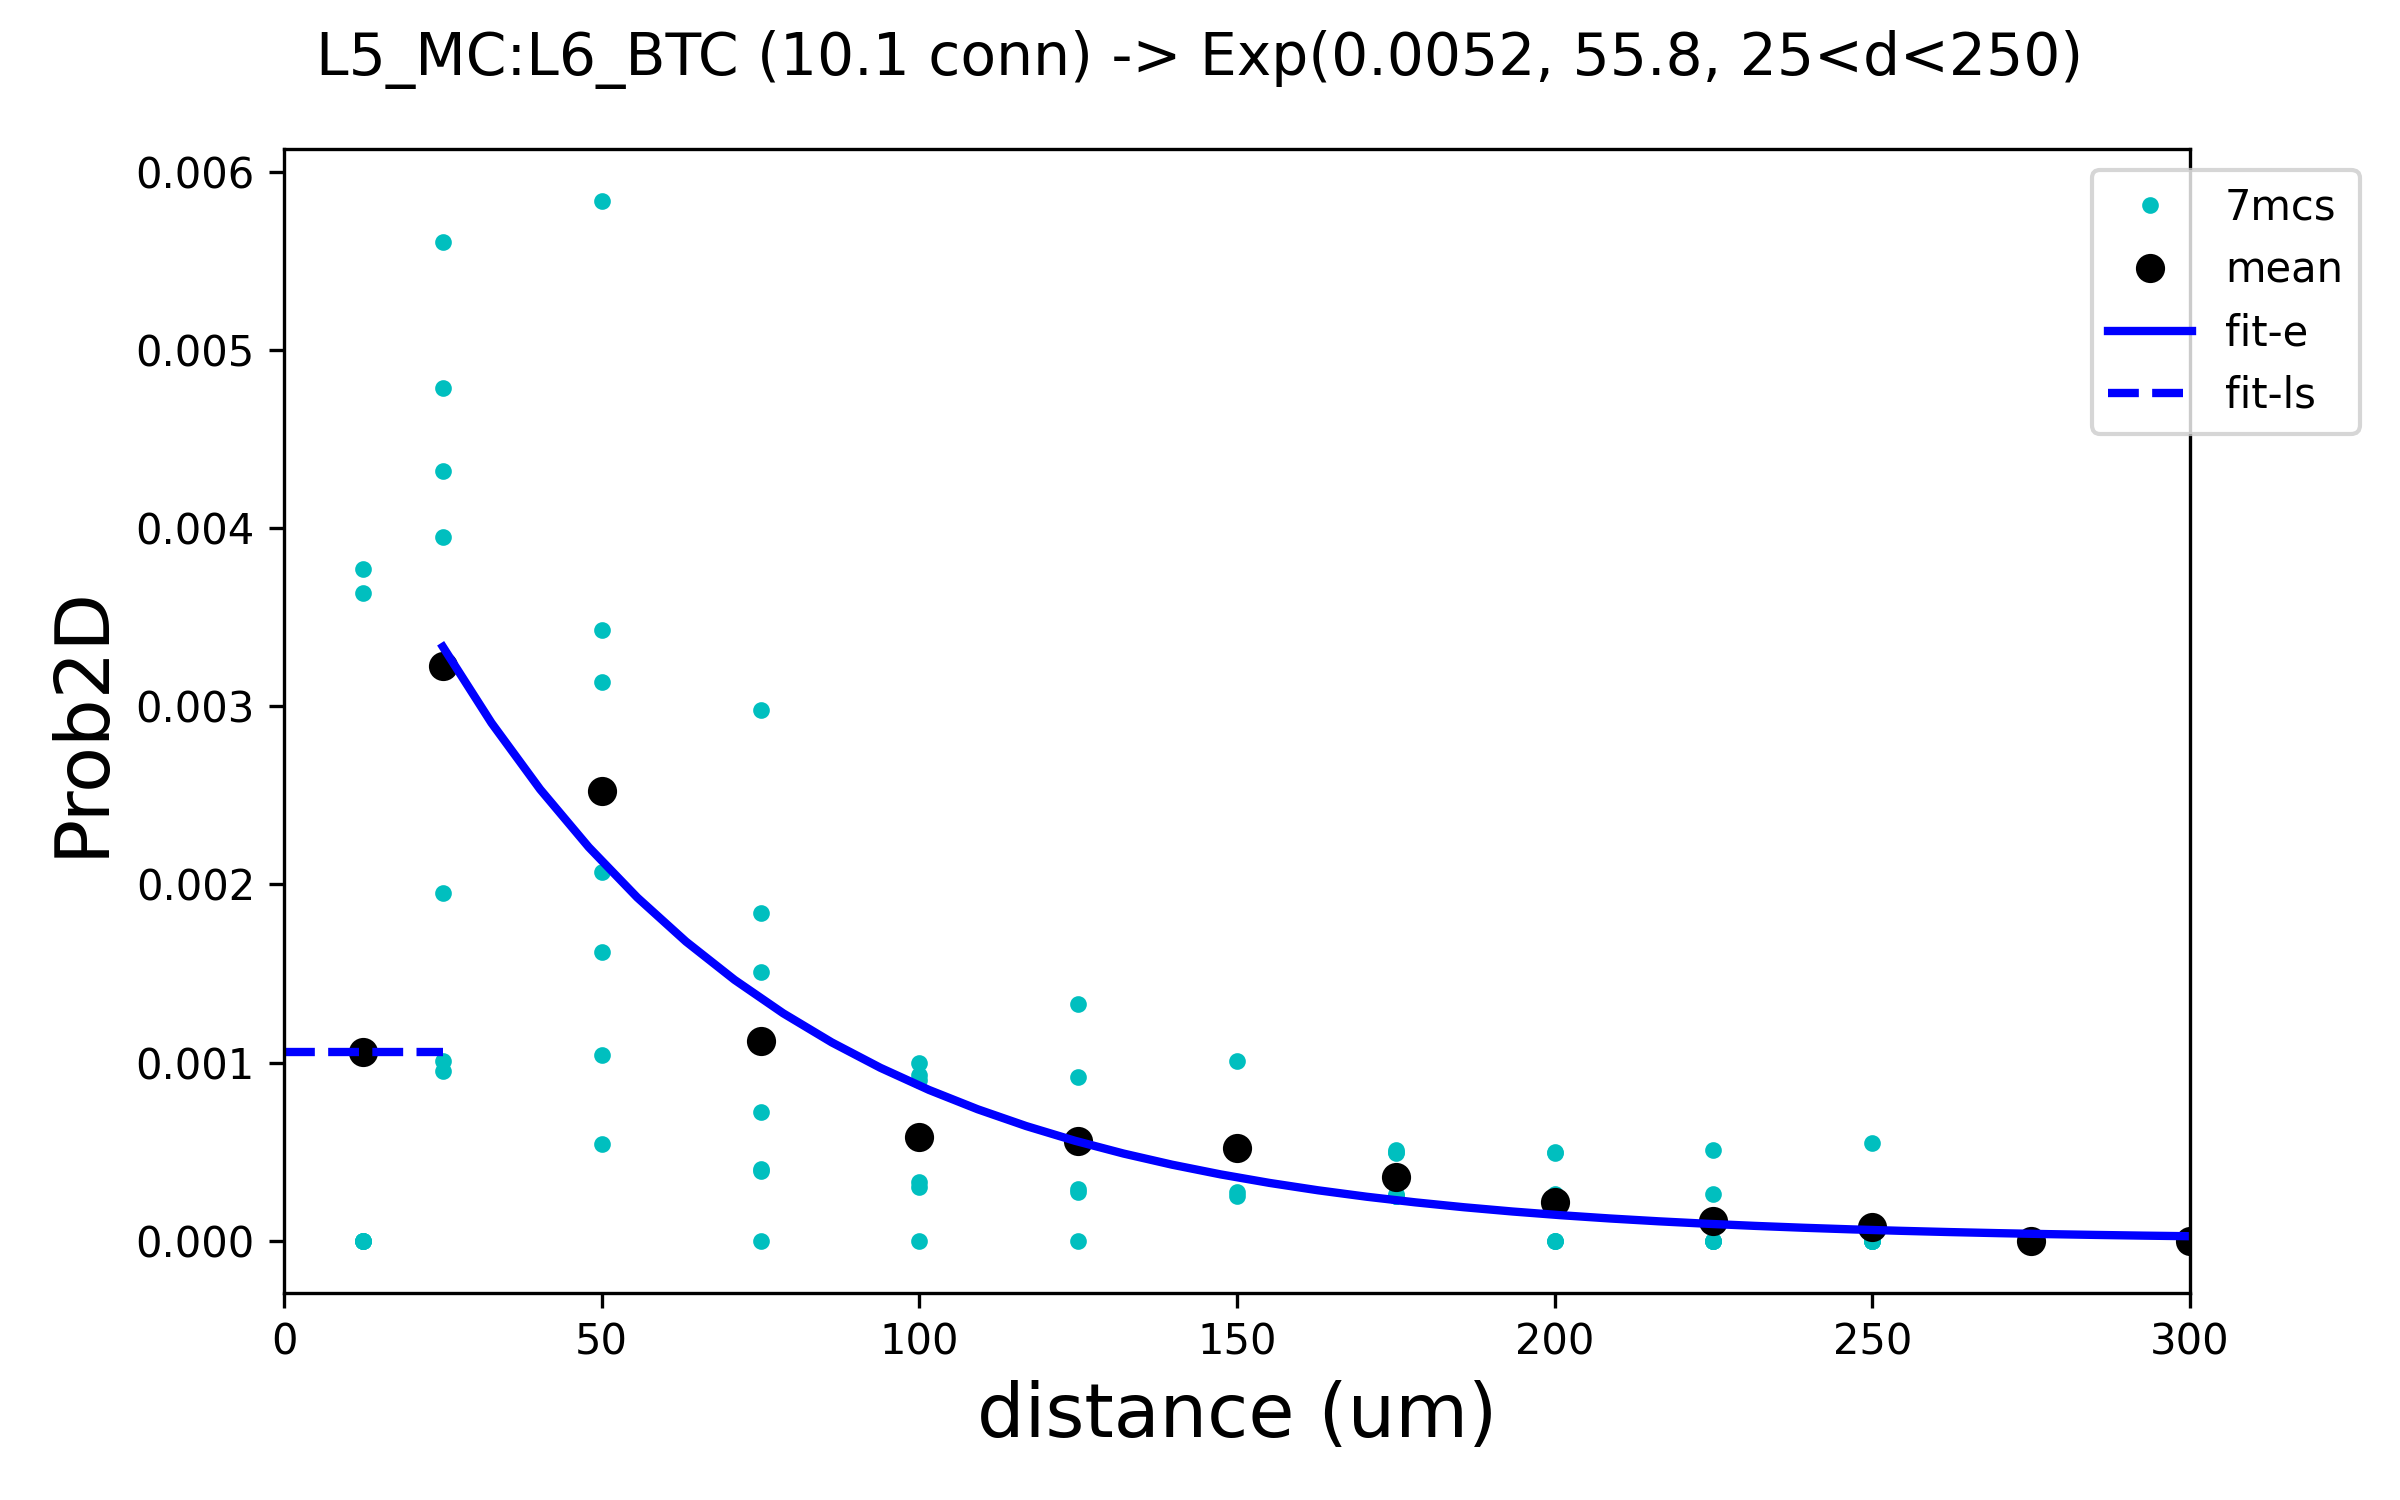 L5_MC:L6_BTC (10.1 conn) -> Exp(0.0052, 55.8, 25<d<250)
7mcs
mean
fit-e
fit-ls
Prob2D
0.006
0.005
0.004
0.003
0.002
0.001
0.000
0 50 100 150 200 250 300
distance (um)